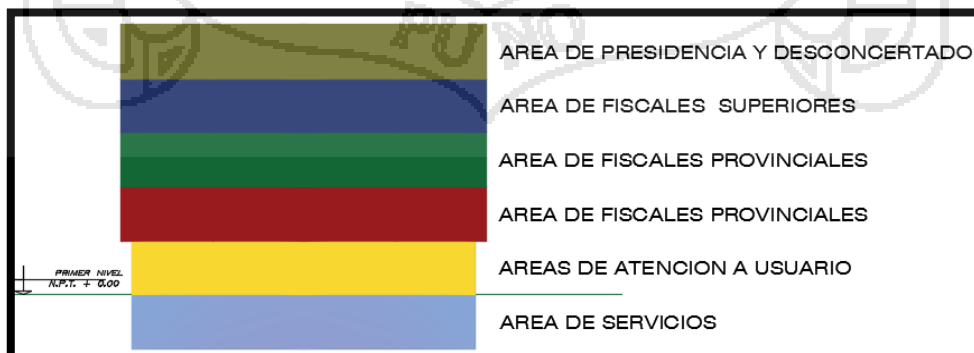 PUNO
AREA DE PRESIDENCIA Y DESCONCERTADO
AREA DE FISCALES SUPERIORES
AREA DE FISCALES PROVINCIALES
AREA DE FISCALES PROVINCIALES
AREAS DE ATENCION A USUARIO
PRIMER NIVEL
N.P.T. + 0.00
AREA DE SERVICIOS